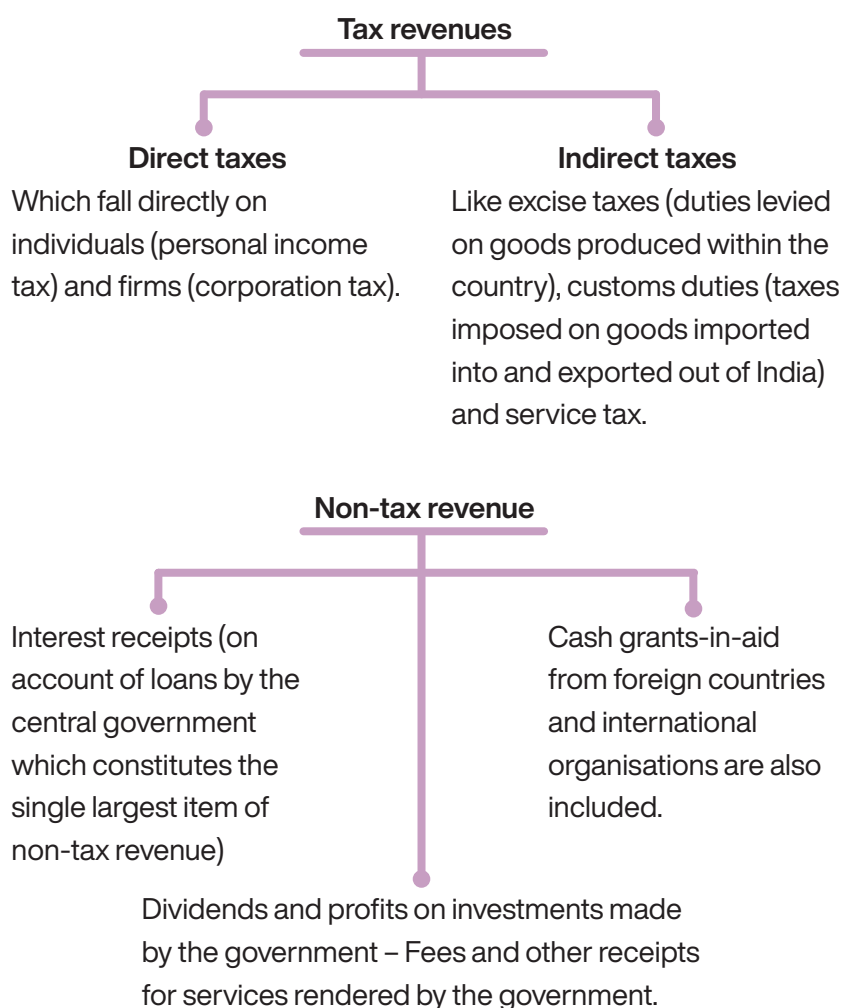 Tax revenues
Direct taxes
Which fall directly on
individuals (personal income
tax) and firms (corporation tax).
Indirect taxes
Like excise taxes (duties levied
on goods produced within the
country), customs duties (taxes
imposed on goods imported
into and exported out of India)
and service tax.
Non-tax revenue
Interest receipts (on
account of loans by the
central government
which constitutes the
single largest item of
non-tax revenue)
Cash grants-in-aid
from foreign countries
and international
organisations are also
included.
Dividends and profits on investments made
by the government – Fees and other receipts
for services rendered by the government.